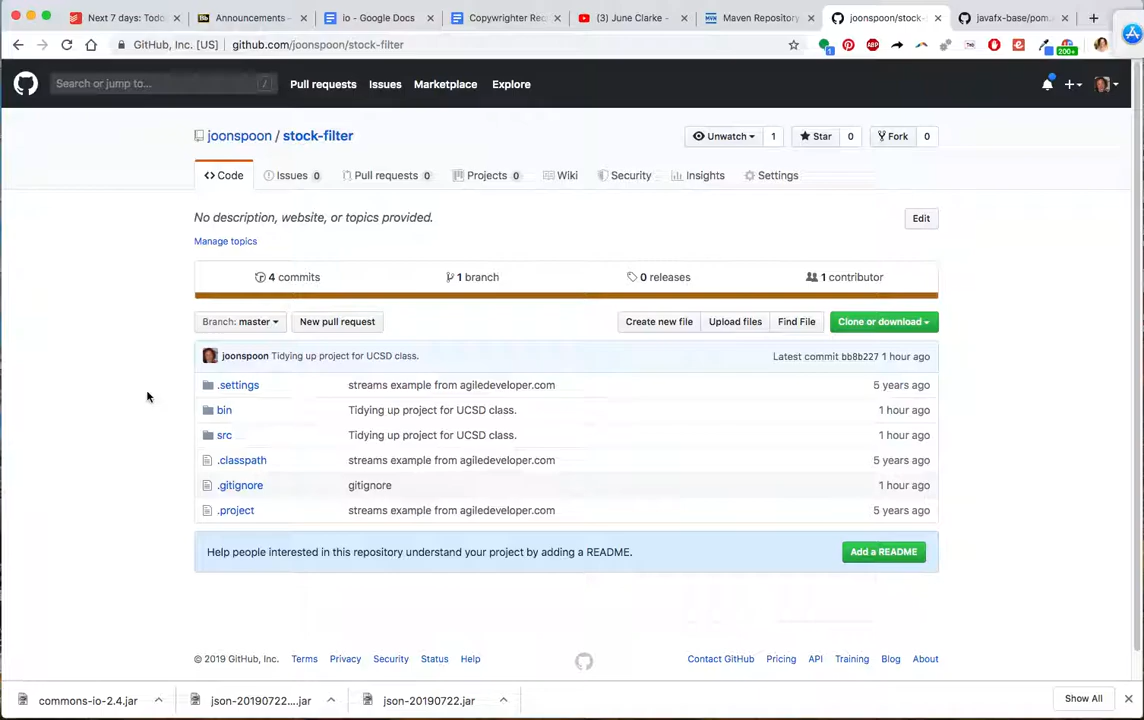 Next 7 days: Todo
Announcements -
io - Google Docs
Copywrighter Rec
(3) June Clarke -
Maven Repository
joonspoon/stock-
javafx-base/pom.
GitHub, Inc. [US]
github.com/joonspoon/stock-filter
ABP
200+
Search or jump to...
/
Pull requests
Issues
Marketplace
Explore
joonspoon / stock-filter
Unwatch
1
Star
0
Fork
0
Code
Issues 0
Pull requests 0
Projects 0
Wiki
Security
Insights
Settings
No description, website, or topics provided.
Edit
Manage topics
4 commits
1 branch
0 releases
1 contributor
Branch: master
New pull request
Create new file
Upload files
Find File
Clone or download
joonspoon Tidying up project for UCSD class.
Latest commit bb8b227 1 hour ago
.settings streams example from agiledeveloper.com 5 years ago
bin Tidying up project for UCSD class. 1 hour ago
src Tidying up project for UCSD class. 1 hour ago
.classpath streams example from agiledeveloper.com 5 years ago
.gitignore gitignore 1 hour ago
.project streams example from agiledeveloper.com 5 years ago
Help people interested in this repository understand your project by adding a README.
Add a README
© 2019 GitHub, Inc.
Terms
Privacy
Security
Status
Help
Contact GitHub
Pricing
API
Training
Blog
About
commons-io-2.4.jar
json-20190722....jar
json-20190722.jar
Show All